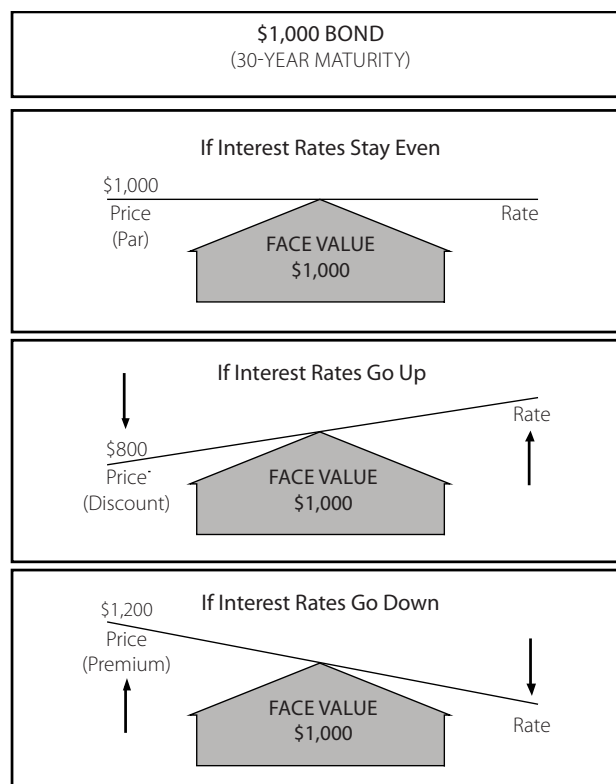 $1,000 BOND
(30-YEAR MATURITY)
If Interest Rates Stay Even
$1,000
Price
(Par)
Rate
FACE VALUE
$1,000
If Interest Rates Go Up
$800
Price
(Discount)
Rate
FACE VALUE
$1,000
If Interest Rates Go Down
$1,200
Price
(Premium)
Rate
FACE VALUE
$1,000